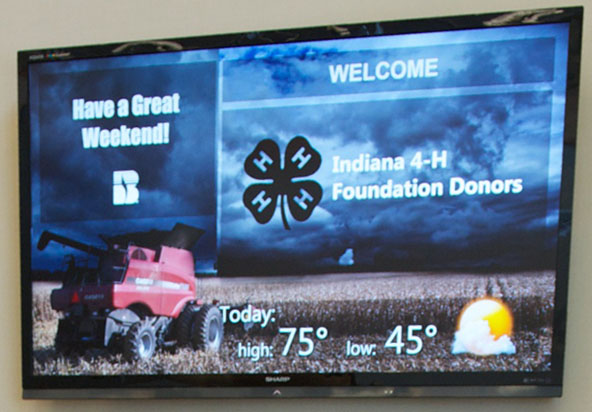 Have a Great
Weekend!
B
WELCOME
H H
H H
Indiana 4-H
Foundation Donors
Today:
high: 75° low: 45°
SHARP